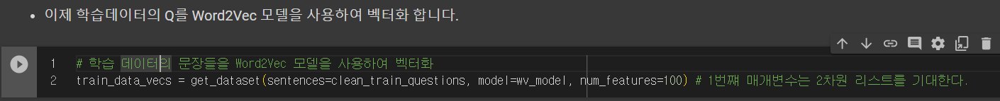 이제 학습데이터의 Q를 Word2Vec 모델을 사용하여 벡터화 합니다.
1 # 학습 데이터의 문장들을 Word2Vec 모델을 사용하여 벡터화
2 train_data_vecs = get_dataset(sentences=clean_train_questions, model=wv_model, num_features=100) # 1번째 매개변수는 2차원 리스트를 기대한다.